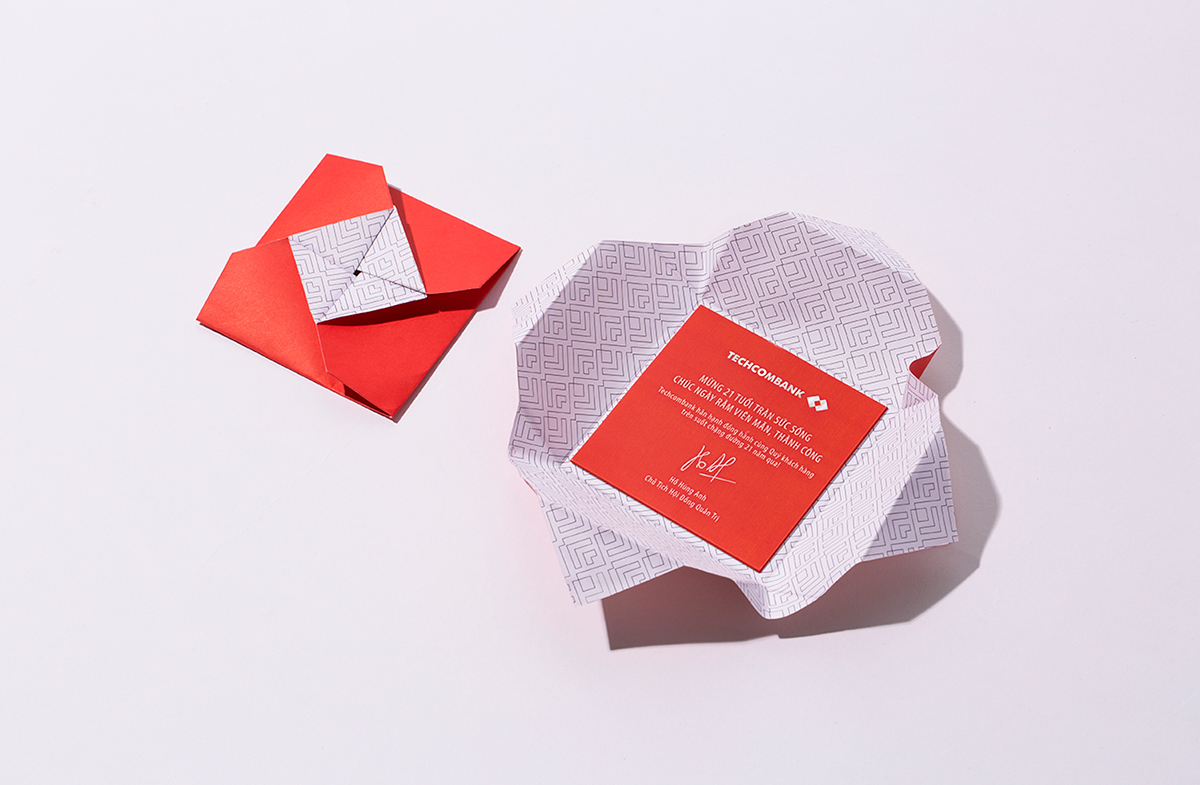 TECHCOMBANK
MỪNG 21 TUỔI TRÀN SỨC SỐNG
CHÚC NGÀY RẰM VIÊN MÃN, THÀNH CÔNG
Techcombank hân hạnh đồng hành cùng Quý khách hàng
trên suốt chặng đường 21 năm qua!
Hồ Hùng Anh
Chủ Tịch Hội Đồng Quản Trị